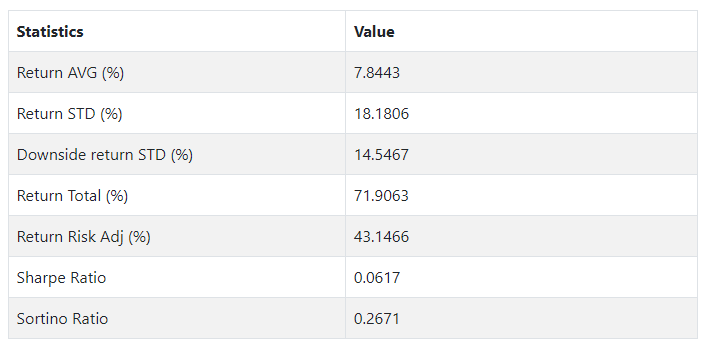 Statistics Value
Return AVG (%) 7.8443
Return STD (%) 18.1806
Downside return STD (%) 14.5467
Return Total (%) 71.9063
Return Risk Adj (%) 43.1466
Sharpe Ratio 0.0617
Sortino Ratio 0.2671